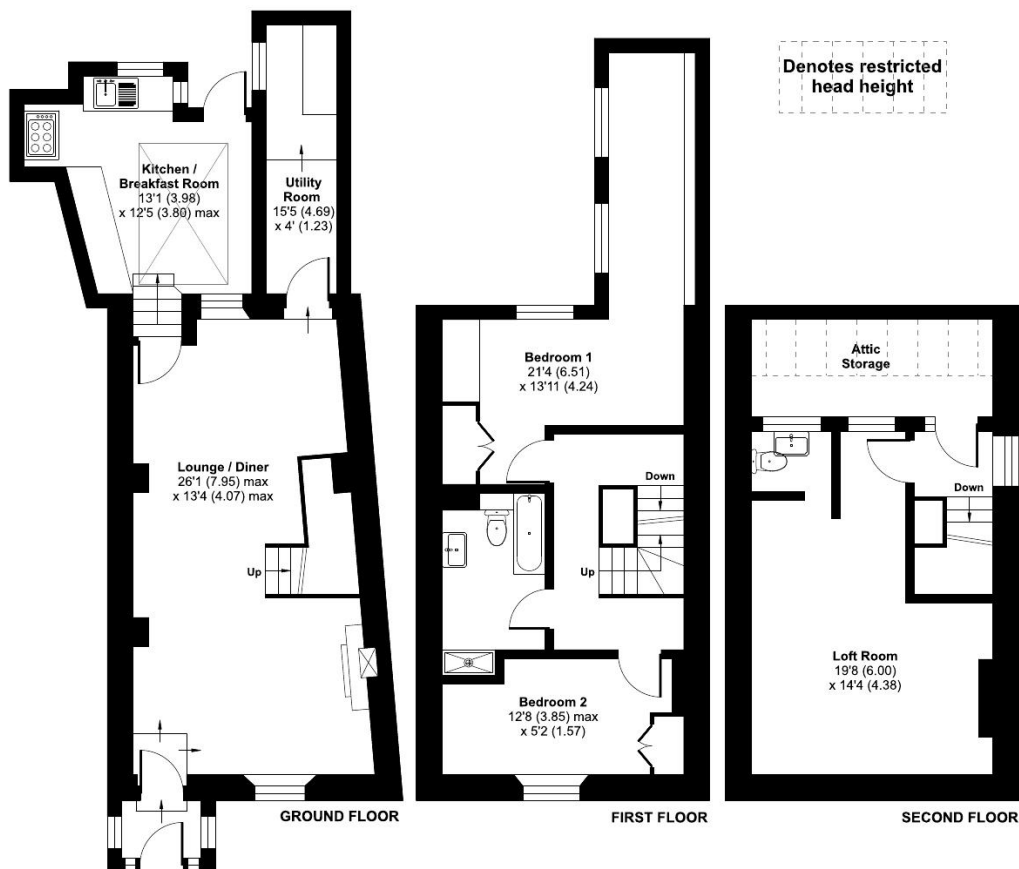 Denotes restricted
head height
Kitchen /
Breakfast Room
13'1 (3.98)
x 12'5 (3.80) max
Utility
Room
15'5 (4.69)
x 4' (1.23)
Lounge / Diner
26'1 (7.95) max
x 13'4 (4.07) max
Up
GROUND FLOOR
Bedroom 1
21'4 (6.51)
x 13'11 (4.24)
Down
Up
Bedroom 2
12'8 (3.85) max
x 5'2 (1.57)
FIRST FLOOR
Attic
Storage
Down
Loft Room
19'8 (6.00)
x 14'4 (4.38)
SECOND FLOOR